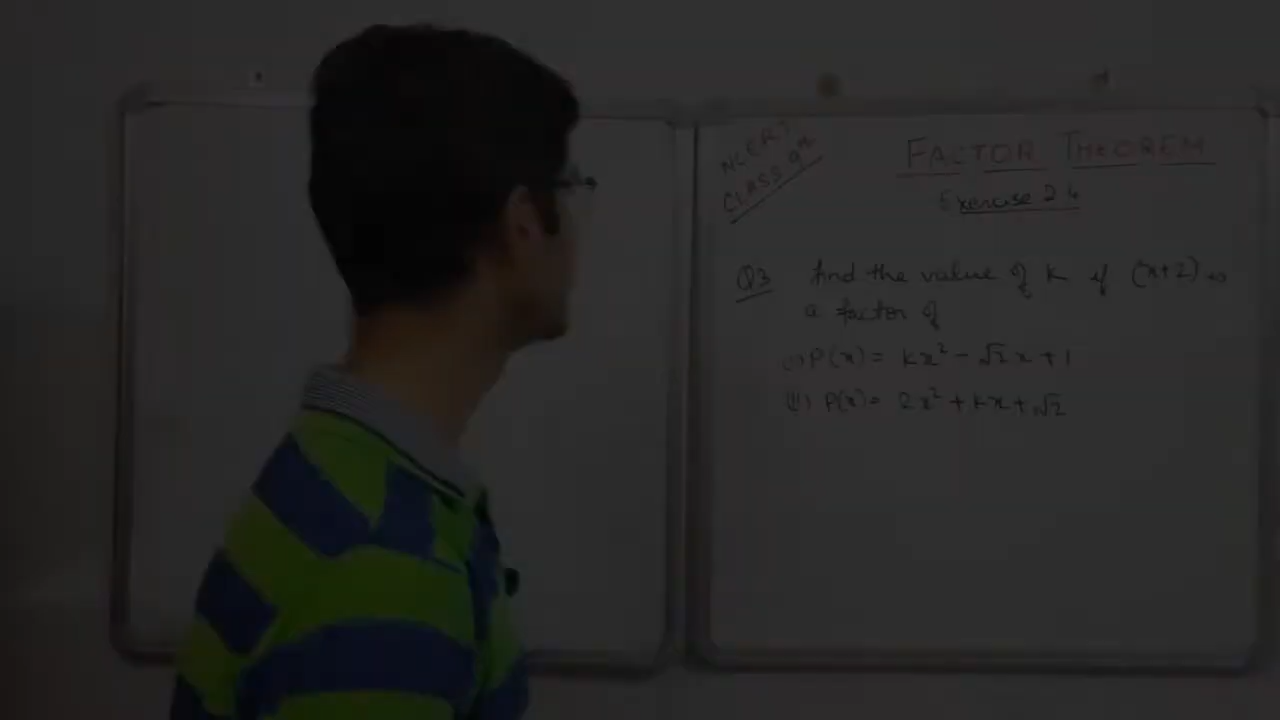 NCERT
CLASS 9th
FACTOR THEOREM
Exercise 2.4
Q3 find the value of k if (x+2) is
a factor of
(i) P(x) = kx² - √2x + 1
(ii) P(x) = 2x² + kx + √2